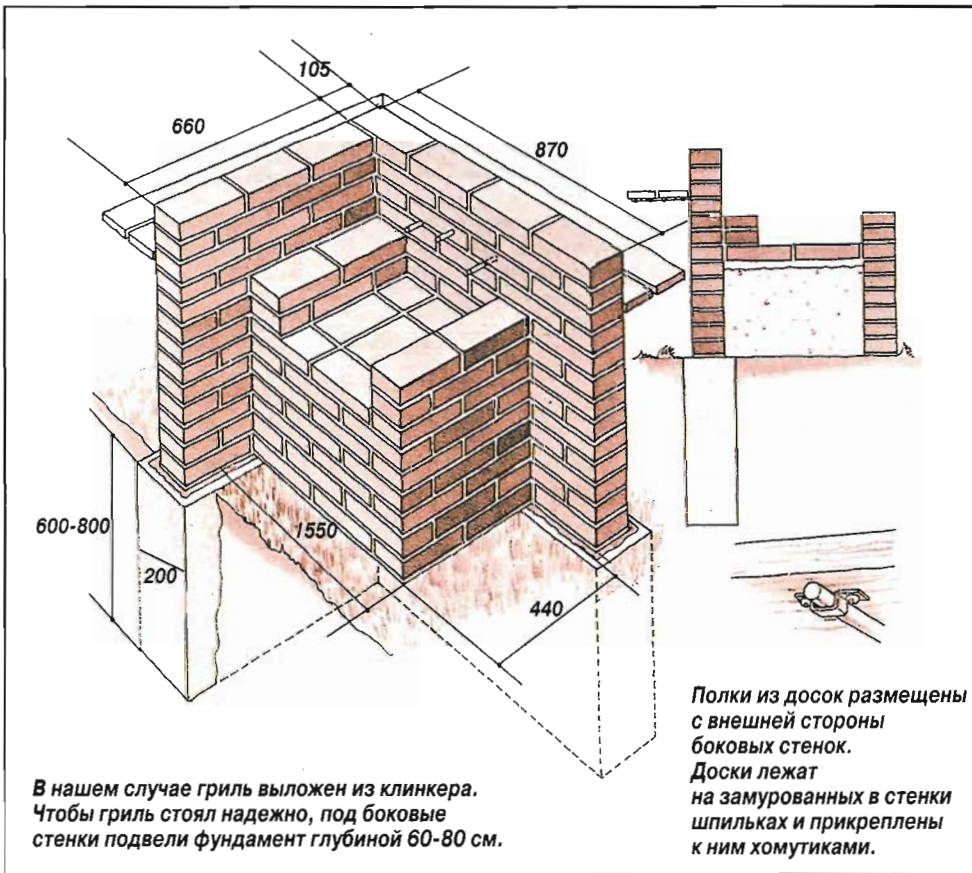 105
660
870
600-800
200
1550
440
Полки из досок размещены
с внешней стороны
боковых стенок.
Доски лежат
на замурованных в стенки
шпильках и прикреплены
к ним хомутиками.
В нашем случае гриль выложен из клинкера.
Чтобы гриль стоял надежно, под боковые
стенки подвели фундамент глубиной 60-80 см.